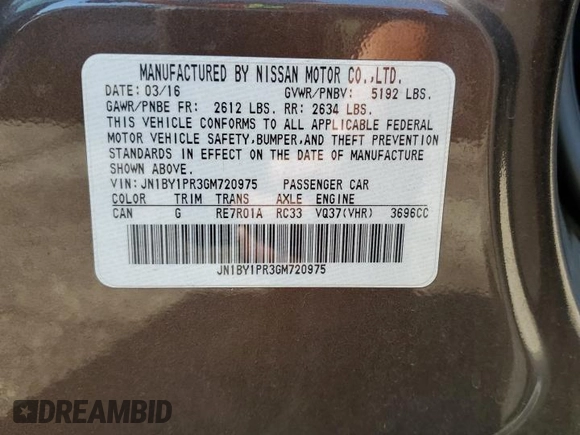 MANUFACTURED BY NISSAN MOTOR CO.,LTD.
DATE: 03/16 GVWR/PNBV: 5192 LBS.
GAWR/PNBE FR: 2612 LBS. RR: 2634 LBS.
THIS VEHICLE CONFORMS TO ALL APPLICABLE FEDERAL
MOTOR VEHICLE SAFETY,BUMPER,AND THEFT PREVENTION
STANDARDS IN EFFECT ON THE DATE OF MANUFACTURE
SHOWN ABOVE.
VIN: JN1BY1PR3GM720975 PASSENGER CAR
COLOR TRIM TRANS AXLE ENGINE
CAN G RE7R01A RC33 VQ37(VHR) 3696CC
JN1BY1PR3GM720975
DREAMBID